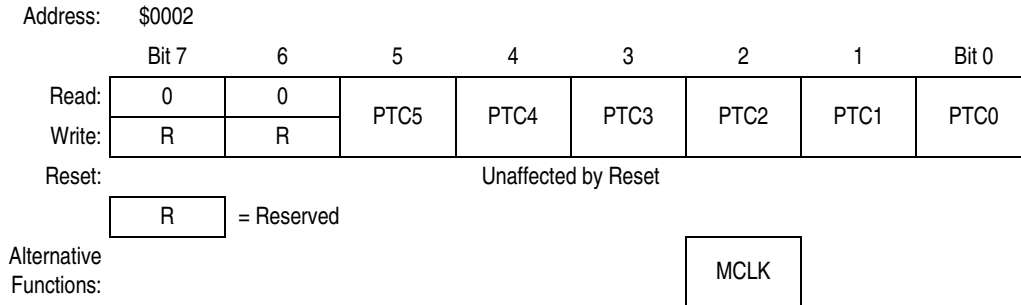 Address: $0002
Bit 7 6 5 4 3 2 1 Bit 0
Read: 0 0 PTC5 PTC4 PTC3 PTC2 PTC1 PTC0
Write: R R
Reset: Unaffected by Reset
R = Reserved
Alternative
Functions: MCLK